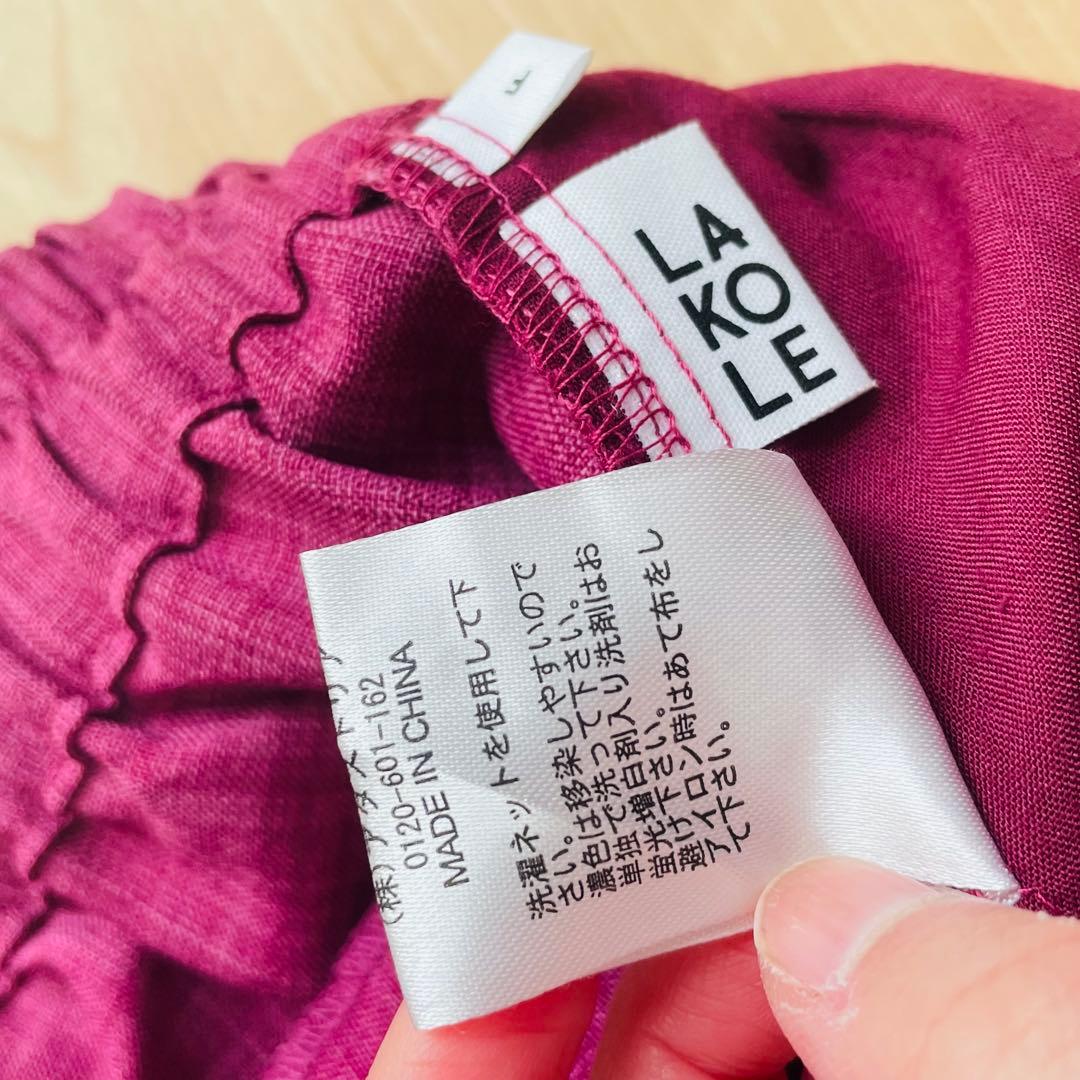 F
LA
KO
LE
(株)アダストリア
0120-601-162
MADE IN CHINA
洗濯ネットを使用して下
さい。
濃色は移染しやすいので
単独で洗って下さい。
蛍光増白剤入り洗剤はお
避け下さい。
アイロン時はあて布をし
て下さい。